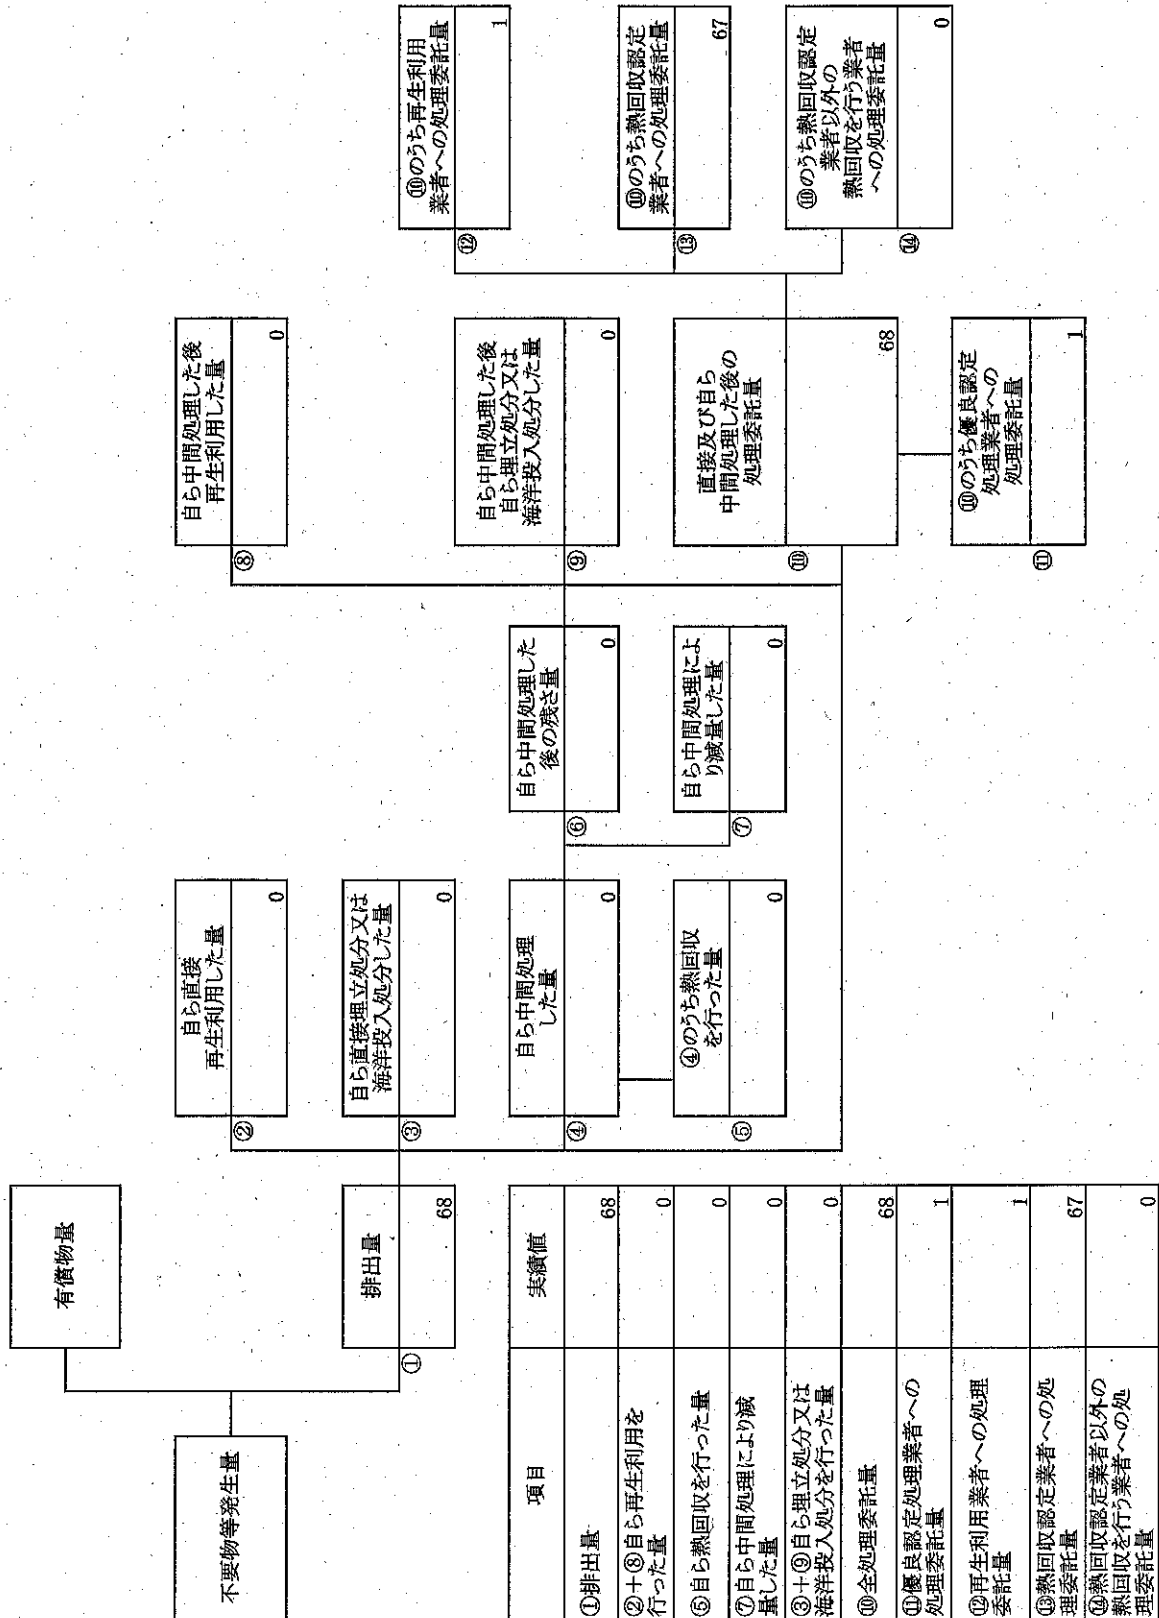 不要物等発生量
有償物量
排出量
①
68
②
自ら直接
再生利用した量
0
③
自ら直接埋立処分又は
海洋投入処分した量
0
④
自ら中間処理
した量
0
⑤
④のうち熱回収
を行った量
0
⑥
自ら中間処理した
後の残さ量
0
⑦
自ら中間処理によ
り減量した量
0
⑧
自ら中間処理した後
再生利用した量
0
⑨
自ら中間処理した後
自ら埋立処分又は
海洋投入処分した量
0
⑩
直接及び自ら
中間処理した後の
処理委託量
68
⑪
⑩のうち優良認定
処理業者への
処理委託量
1
⑫
⑩のうち再生利用
業者への処理委託量
1
⑬
⑩のうち熱回収認定
業者への処理委託量
67
⑭
⑩のうち熱回収認定
業者以外の
熱回収を行う業者
への処理委託量
0
項目 実績値
①排出量 68
②+⑧自ら再生利用を
行った量 0
⑤自ら熱回収を行った量 0
⑦自ら中間処理により減
量した量 0
③+⑨自ら埋立処分又は
海洋投入処分を行った量 0
⑩全処理委託量 68
⑪優良認定処理業者への
処理委託量 1
⑫再生利用業者への処理
委託量 1
⑬熱回収認定業者への処
理委託量 67
⑭熱回収認定業者以外の
熱回収を行う業者への処
理委託量 0